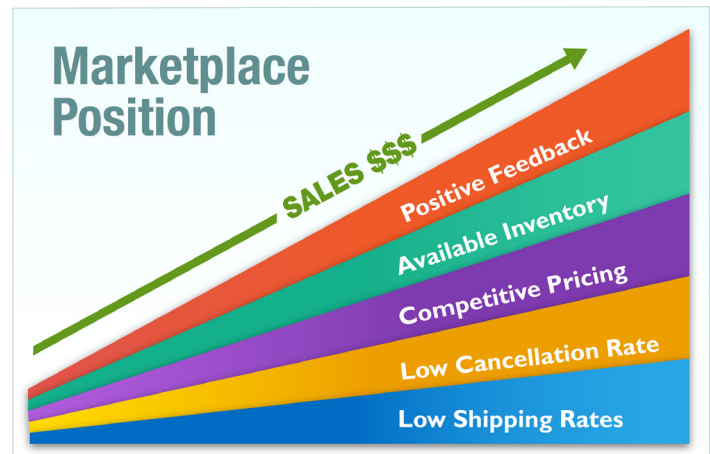 Marketplace
Position
SALES $$$
Positive Feedback
Available Inventory
Competitive Pricing
Low Cancellation Rate
Low Shipping Rates